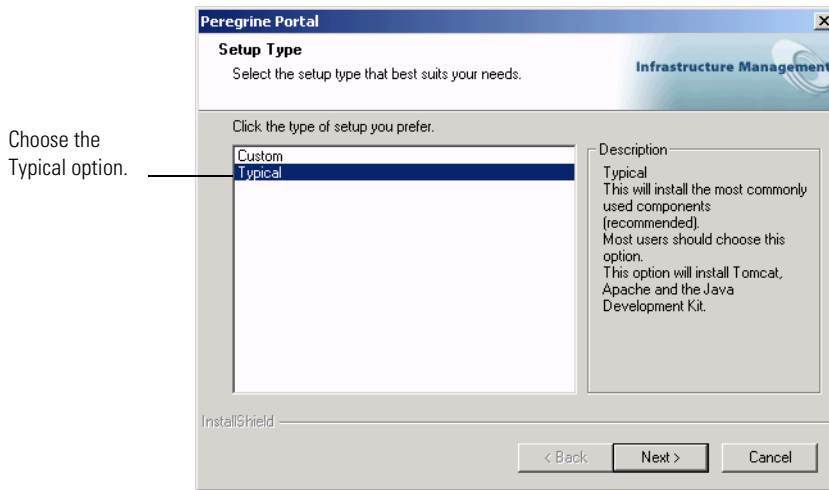 Peregrine Portal
Setup Type
Select the setup type that best suits your needs.
Infrastructure Management
Choose the
Typical option.
Click the type of setup you prefer.
Custom
Typical
Description
Typical
This will install the most commonly
used components
(recommended).
Most users should choose this
option.
This option will install Tomcat,
Apache and the Java
Development Kit.
InstallShield
< Back
Next >
Cancel